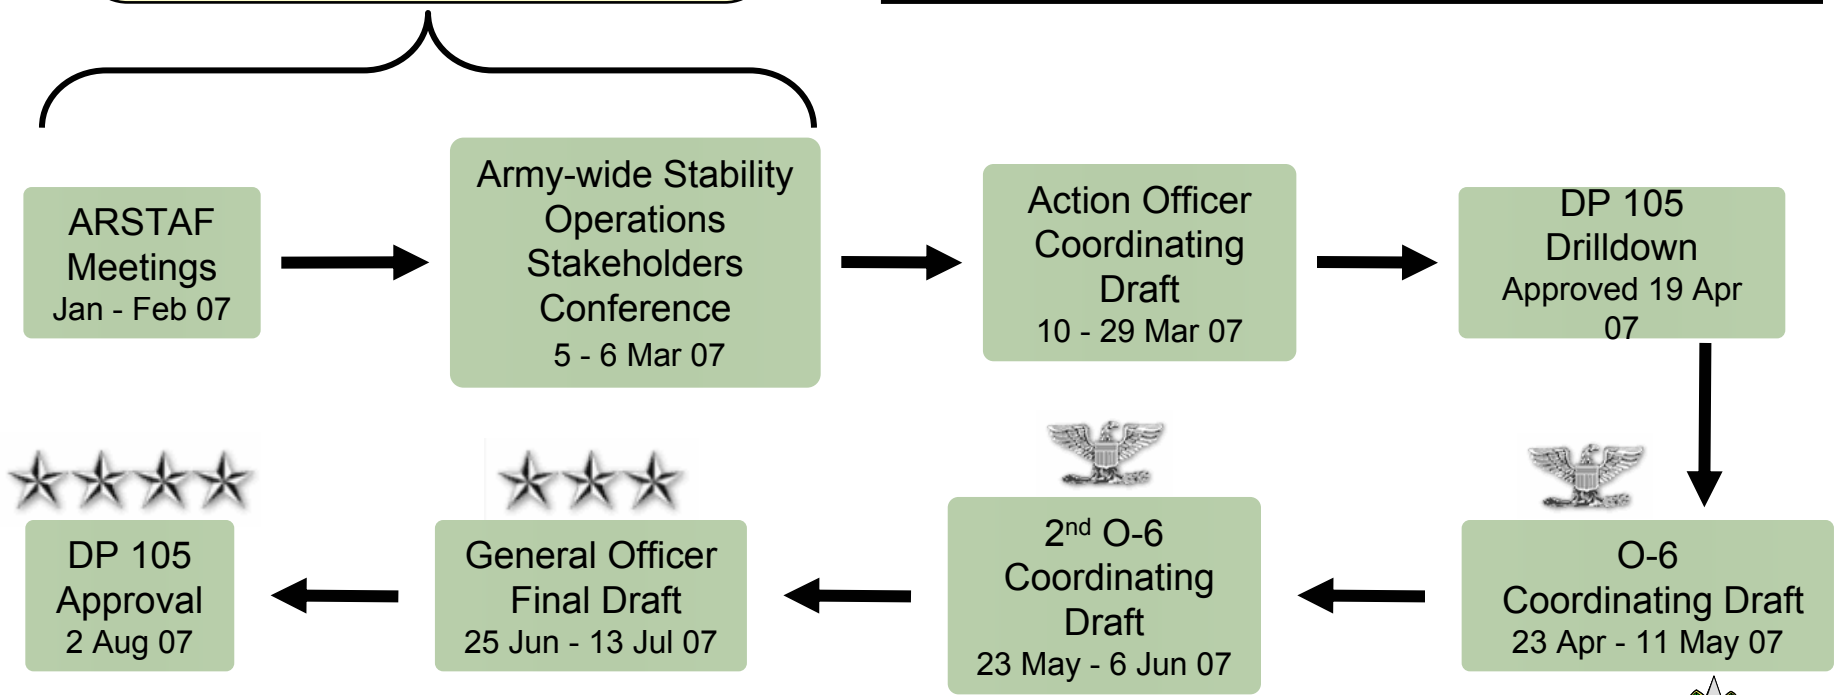 ARSTAF
Meetings
Jan - Feb 07
Army-wide Stability
Operations
Stakeholders
Conference
5 - 6 Mar 07
Action Officer
Coordinating
Draft
10 - 29 Mar 07
DP 105
Drilldown
Approved 19 Apr
07
O-6
Coordinating Draft
23 Apr - 11 May 07
2nd O-6
Coordinating
Draft
23 May - 6 Jun 07
General Officer
Final Draft
25 Jun - 13 Jul 07
DP 105
Approval
2 Aug 07